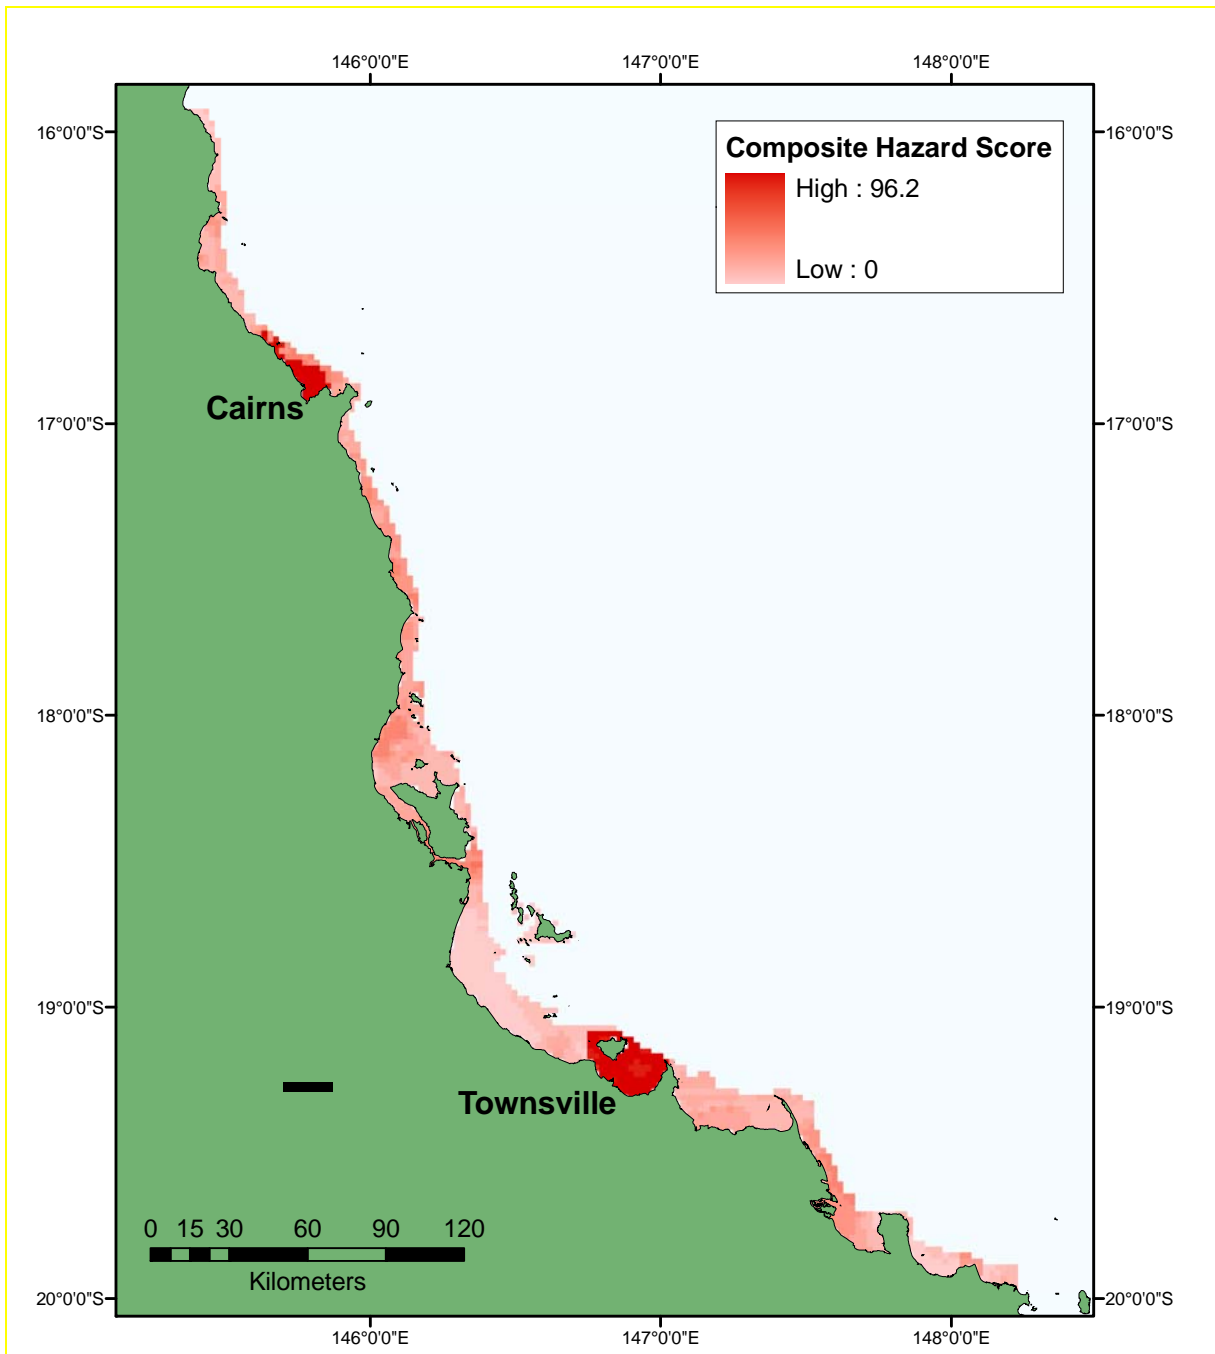 146°0'0"E 147°0'0"E 148°0'0"E
16°0'0"S 16°0'0"S
Composite Hazard Score
High : 96.2
Low : 0
Cairns
17°0'0"S 17°0'0"S
18°0'0"S 18°0'0"S
19°0'0"S 19°0'0"S
Townsville
0 15 30 60 90 120
Kilometers
20°0'0"S 20°0'0"S
146°0'0"E 147°0'0"E 148°0'0"E